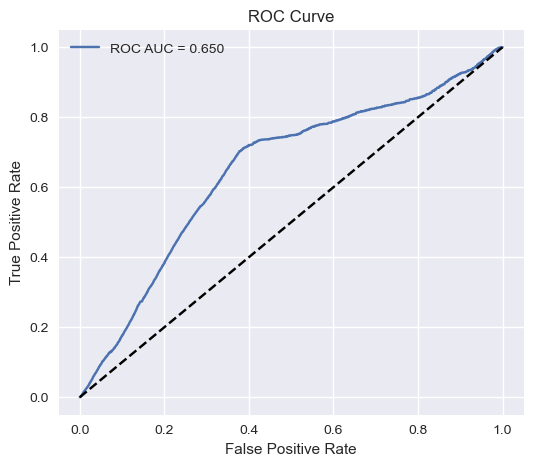 ROC Curve
ROC AUC = 0.650
True Positive Rate
1.0
0.8
0.6
0.4
0.2
0.0
0.0 0.2 0.4 0.6 0.8 1.0
False Positive Rate